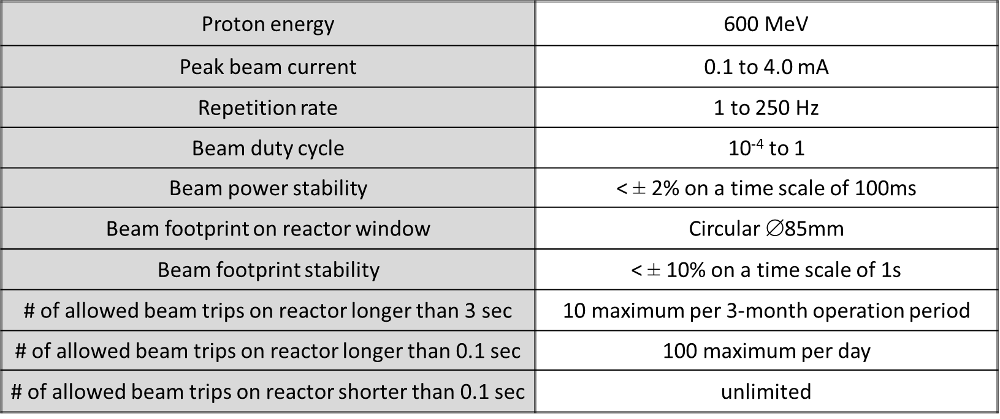 Proton energy 600 MeV
Peak beam current 0.1 to 4.0 mA
Repetition rate 1 to 250 Hz
Beam duty cycle 10⁻⁴ to 1
Beam power stability < ± 2% on a time scale of 100ms
Beam footprint on reactor window Circular ∅85mm
Beam footprint stability < ± 10% on a time scale of 1s
# of allowed beam trips on reactor longer than 3 sec 10 maximum per 3-month operation period
# of allowed beam trips on reactor longer than 0.1 sec 100 maximum per day
# of allowed beam trips on reactor shorter than 0.1 sec unlimited